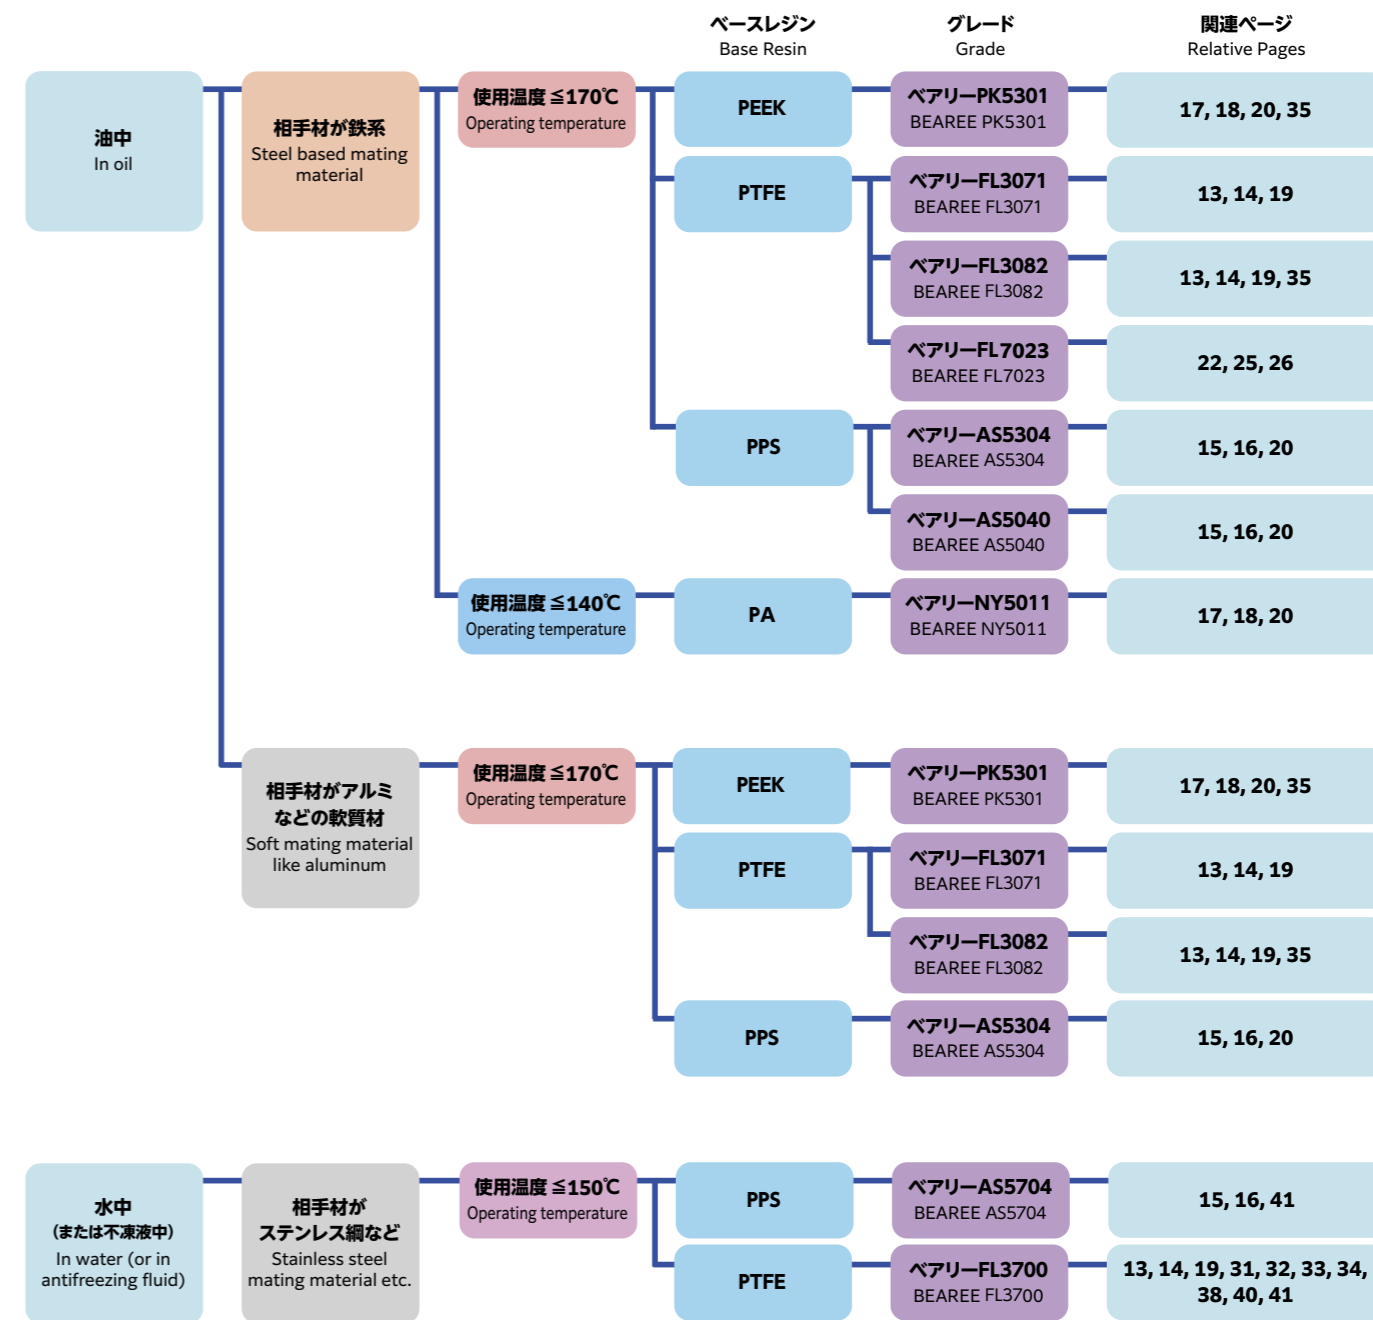 ベースレジン
Base Resin
グレード
Grade
関連ページ
Relative Pages
油中
In oil
相手材が鉄系
Steel based mating
material
使用温度 ≦170℃
Operating temperature
PEEK
ベアリーPK5301
BEAREE PK5301
17, 18, 20, 35
PTFE
ベアリーFL3071
BEAREE FL3071
13, 14, 19
ベアリーFL3082
BEAREE FL3082
13, 14, 19, 35
ベアリーFL7023
BEAREE FL7023
22, 25, 26
PPS
ベアリーAS5304
BEAREE AS5304
15, 16, 20
ベアリーAS5040
BEAREE AS5040
15, 16, 20
使用温度 ≦140℃
Operating temperature
PA
ベアリーNY5011
BEAREE NY5011
17, 18, 20
相手材がアルミ
などの軟質材
Soft mating material
like aluminum
使用温度 ≦170℃
Operating temperature
PEEK
ベアリーPK5301
BEAREE PK5301
17, 18, 20, 35
PTFE
ベアリーFL3071
BEAREE FL3071
13, 14, 19
ベアリーFL3082
BEAREE FL3082
13, 14, 19, 35
PPS
ベアリーAS5304
BEAREE AS5304
15, 16, 20
水中
(または不凍液中)
In water (or in
antifreezing fluid)
相手材が
ステンレス綱など
Stainless steel
mating material etc.
使用温度 ≦150℃
Operating temperature
PPS
ベアリーAS5704
BEAREE AS5704
15, 16, 41
PTFE
ベアリーFL3700
BEAREE FL3700
13, 14, 19, 31, 32, 33, 34,
38, 40, 41